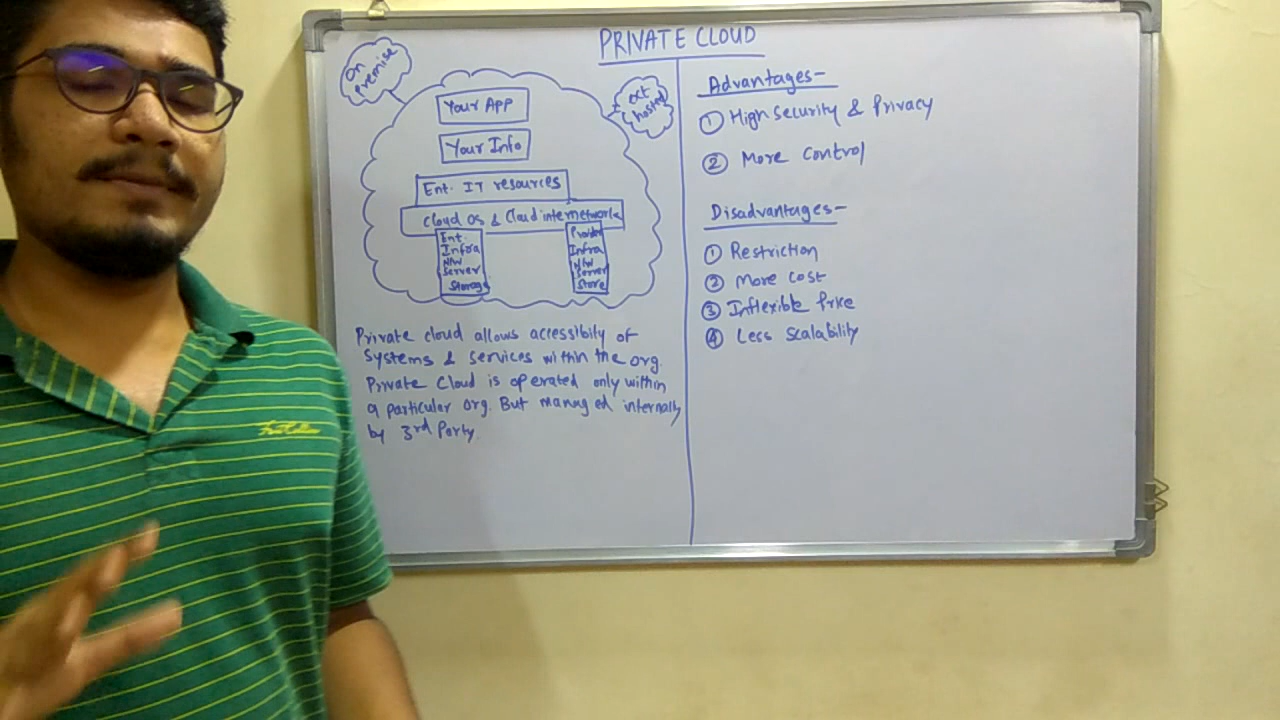 PRIVATE CLOUD
On Premise
ext hosted
Your App
Your Info
Ent. IT resources
Cloud OS & Cloud internetwork
Ent.
Infra
N/W
Server
Storage
Infra
N/W
Server
Store
Private cloud allows accessibily of
Systems & services within the org.
Private Cloud is operated only within
a particular org. But managed internally
by 3rd Party.
Advantages-
① High security & Privacy
② More control
Disadvantages-
① Restriction
② More cost
③ Inflexible Price
④ Less Scalability